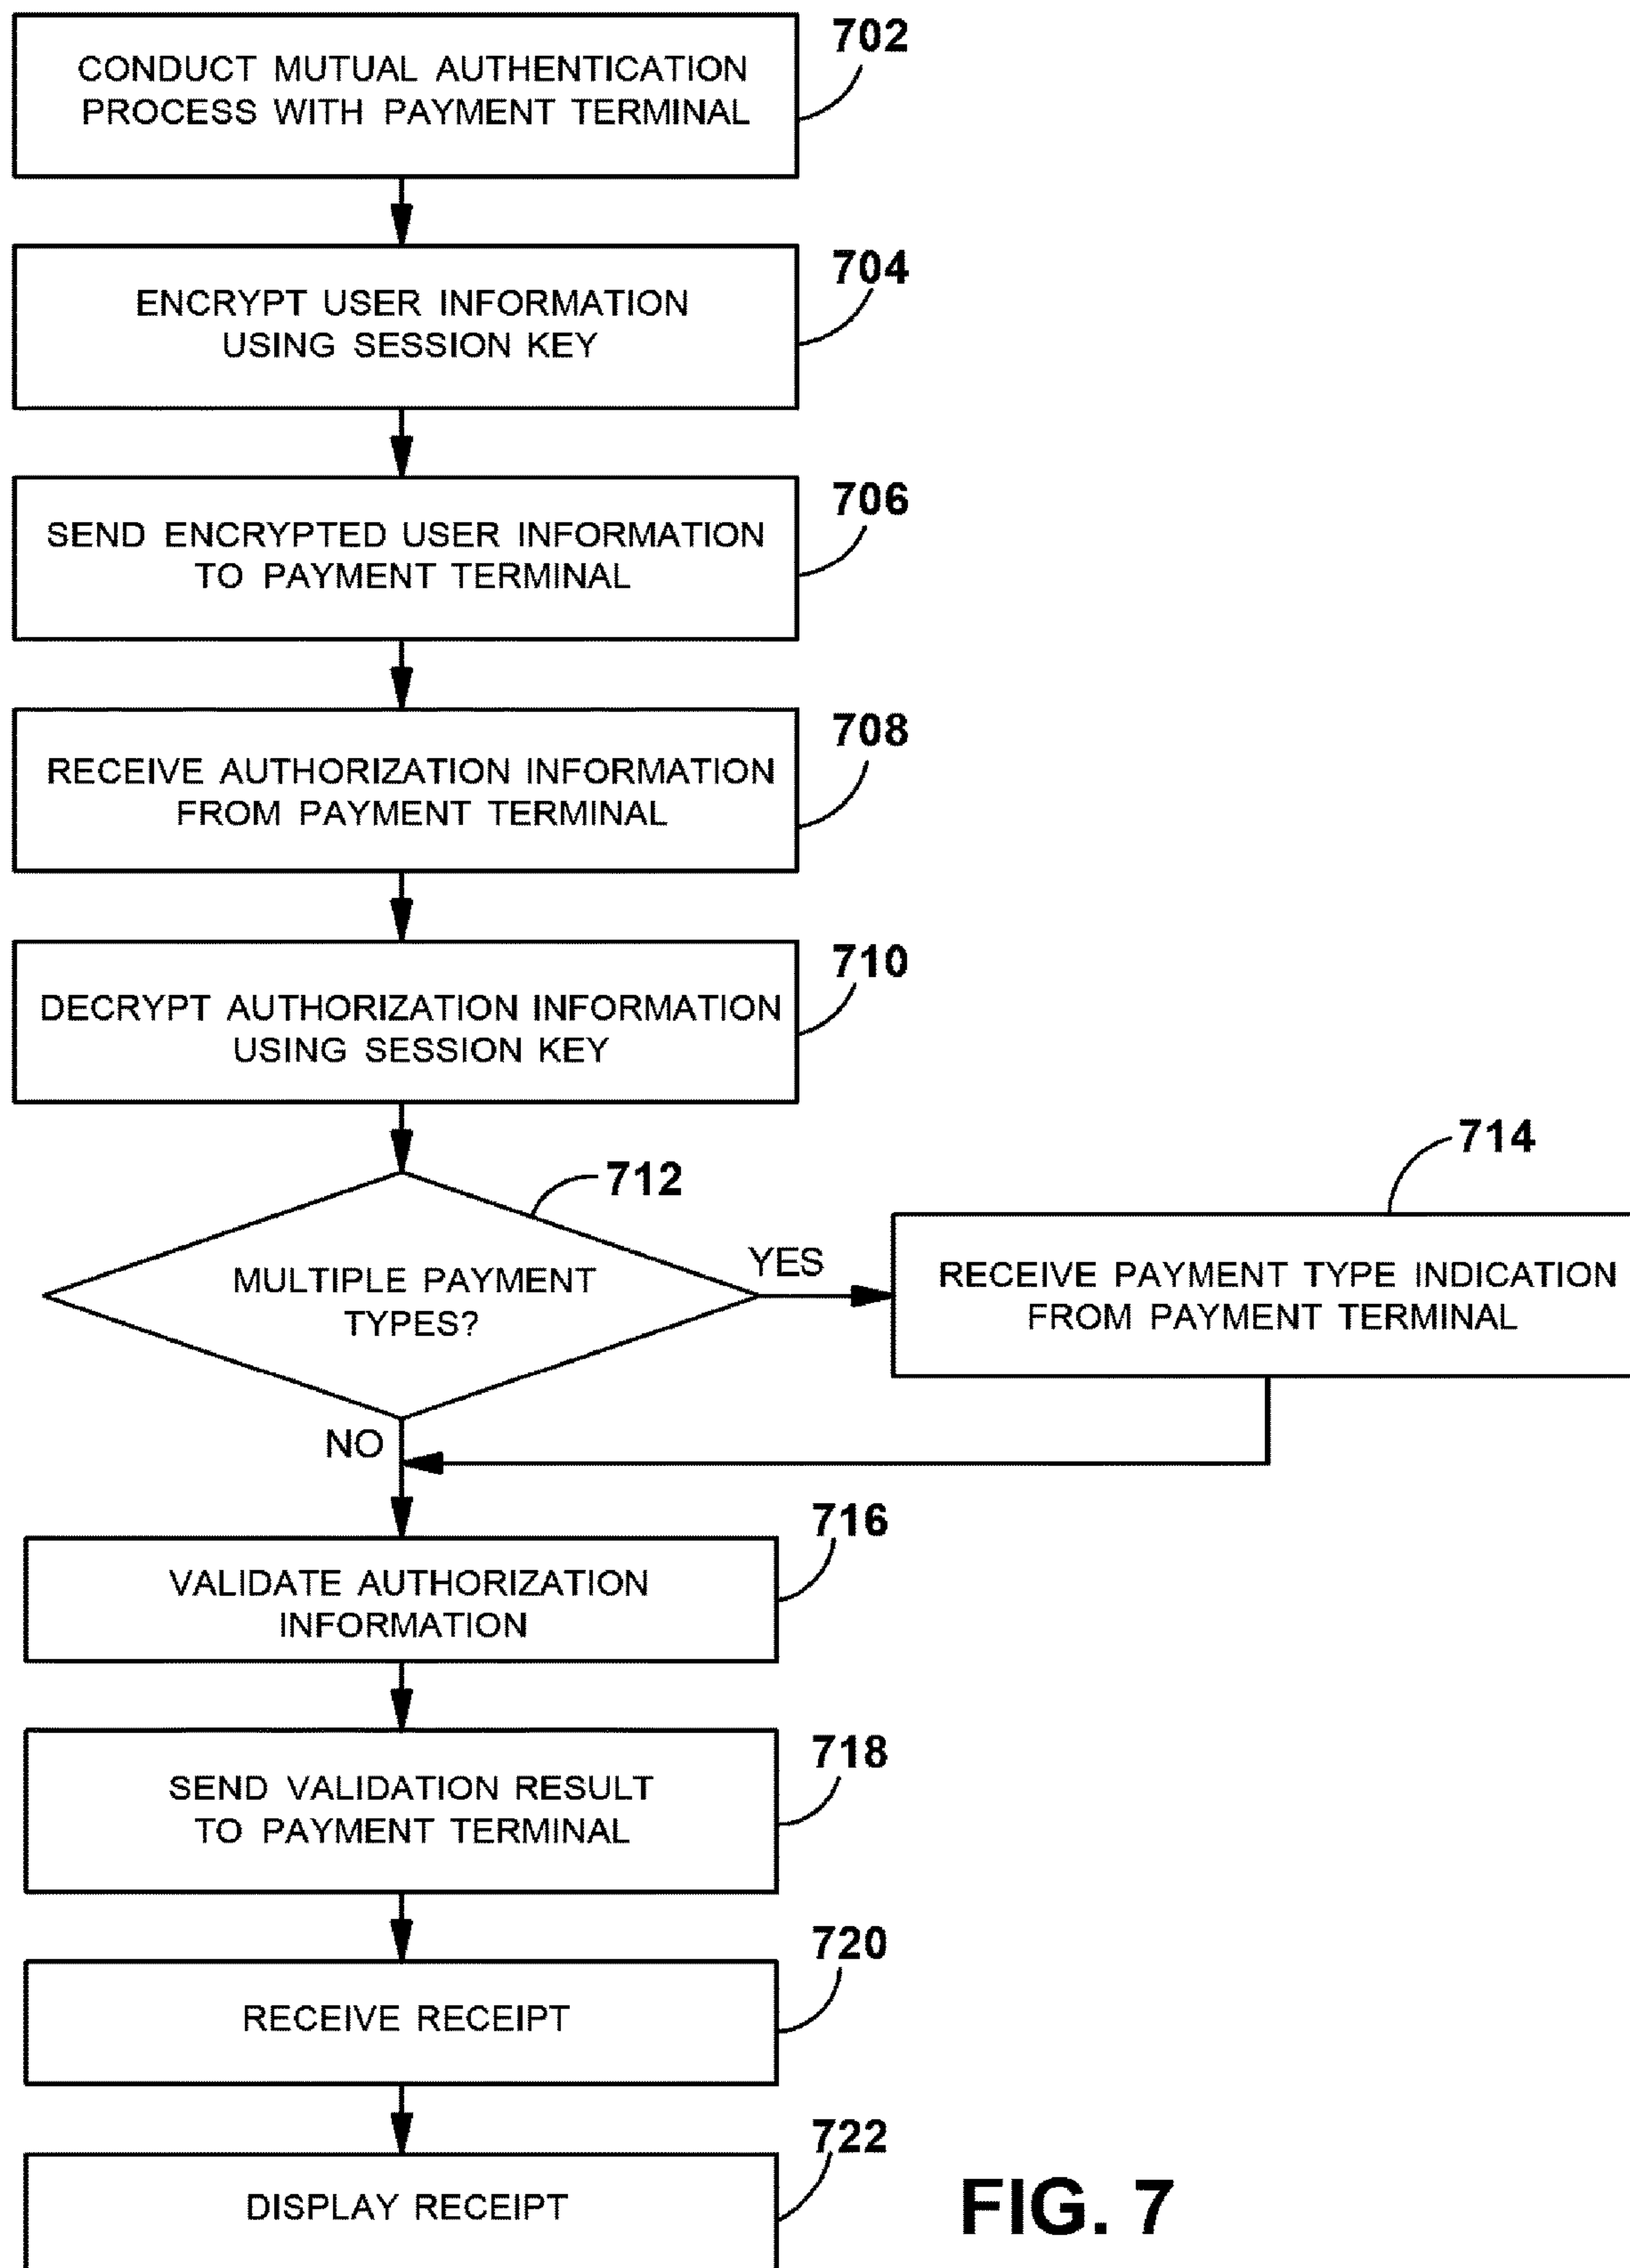 702
CONDUCT MUTUAL AUTHENTICATION
PROCESS WITH PAYMENT TERMINAL
704
ENCRYPT USER INFORMATION
USING SESSION KEY
706
SEND ENCRYPTED USER INFORMATION
TO PAYMENT TERMINAL
708
RECEIVE AUTHORIZATION INFORMATION
FROM PAYMENT TERMINAL
710
DECRYPT AUTHORIZATION INFORMATION
USING SESSION KEY
712
MULTIPLE PAYMENT
TYPES?
YES
714
RECEIVE PAYMENT TYPE INDICATION
FROM PAYMENT TERMINAL
NO
716
VALIDATE AUTHORIZATION
INFORMATION
718
SEND VALIDATION RESULT
TO PAYMENT TERMINAL
720
RECEIVE RECEIPT
722
DISPLAY RECEIPT
FIG. 7